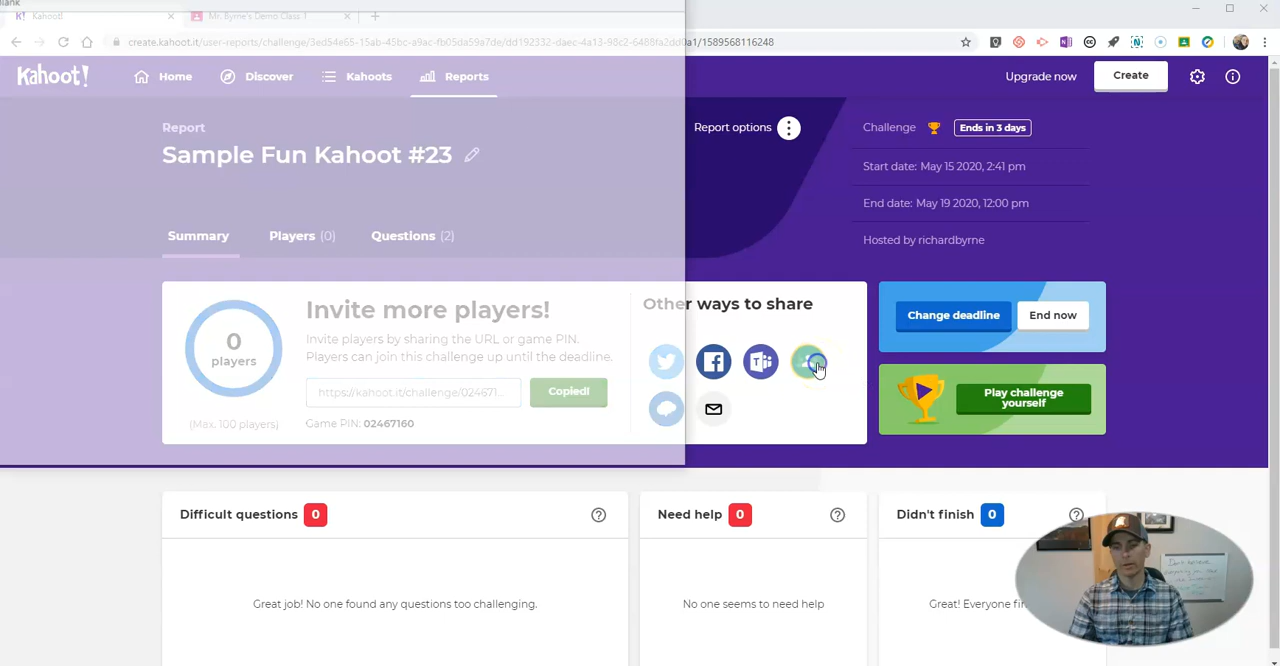 lank
Kahoot!
Mr. Byrne's Demo Class 1
create.kahoot.it/user-reports/challenge/3ed54e65-15ab-45bc-a9ac-fb05da59a7de/dd192332-daec-4a13-98c2-6488fa2dd0a1/1589568116248
Kahoot!
Home
Discover
Kahoots
Reports
Upgrade now
Create
Report
Sample Fun Kahoot #23
Report options
Challenge
Ends in 3 days
Start date: May 15 2020, 2:41 pm
End date: May 19 2020, 12:00 pm
Hosted by richardbyrne
Summary
Players (0)
Questions (2)
0
players
(Max. 100 players)
Invite more players!
Invite players by sharing the URL or game PIN.
Players can join this challenge up until the deadline.
https://kahoot.it/challenge/024671...
Copied!
Game PIN: 02467160
Other ways to share
Change deadline
End now
Play challenge
yourself
Difficult questions 0
Great job! No one found any questions too challenging.
Need help 0
No one seems to need help
Didn't finish 0
Great! Everyone fin